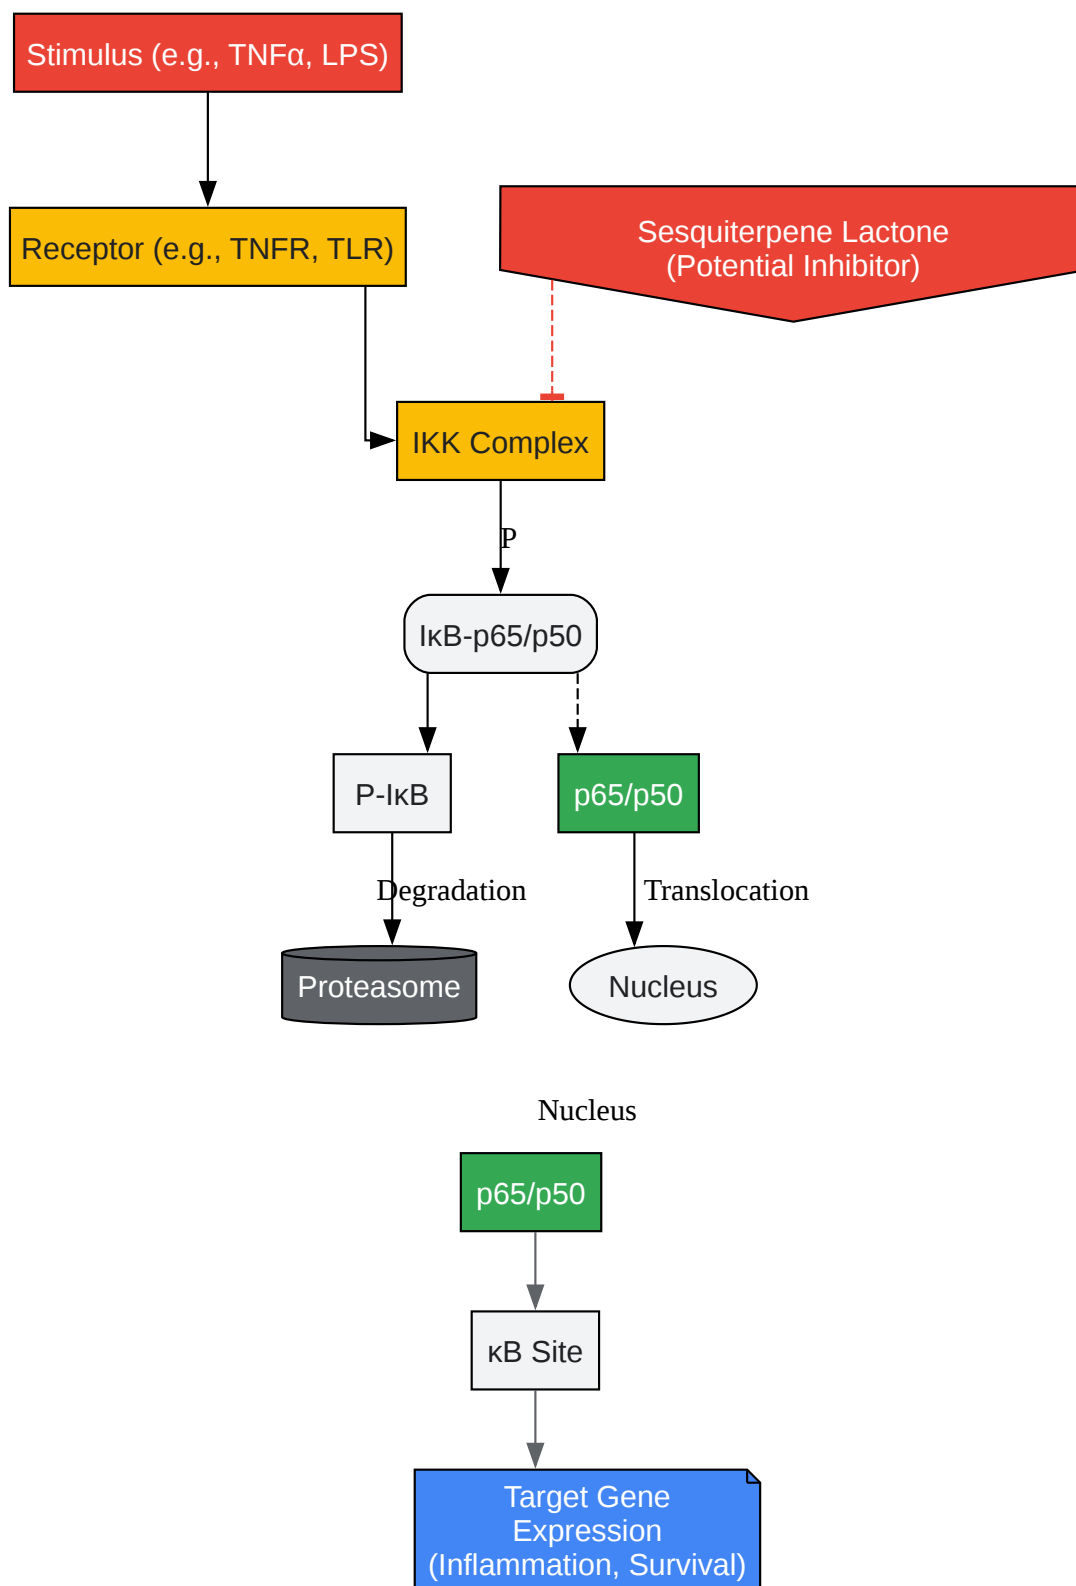 Stimulus (e.g., TNFα, LPS)
Receptor (e.g., TNFR, TLR)
Sesquiterpene Lactone
(Potential Inhibitor)
IKK Complex
P
IκB-p65/p50
P-IκB
p65/p50
Degradation
Translocation
Proteasome
Nucleus
Nucleus
p65/p50
κB Site
Target Gene
Expression
(Inflammation, Survival)